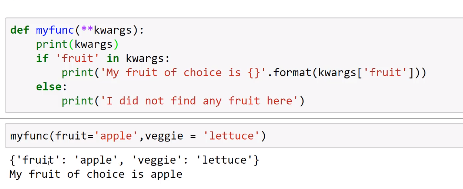 def myfunc(**kwargs):
    print(kwargs)
    if 'fruit' in kwargs:
        print('My fruit of choice is {}'.format(kwargs['fruit']))
    else:
        print('I did not find any fruit here')
myfunc(fruit='apple',veggie = 'lettuce')
{'fruit': 'apple', 'veggie': 'lettuce'}
My fruit of choice is apple